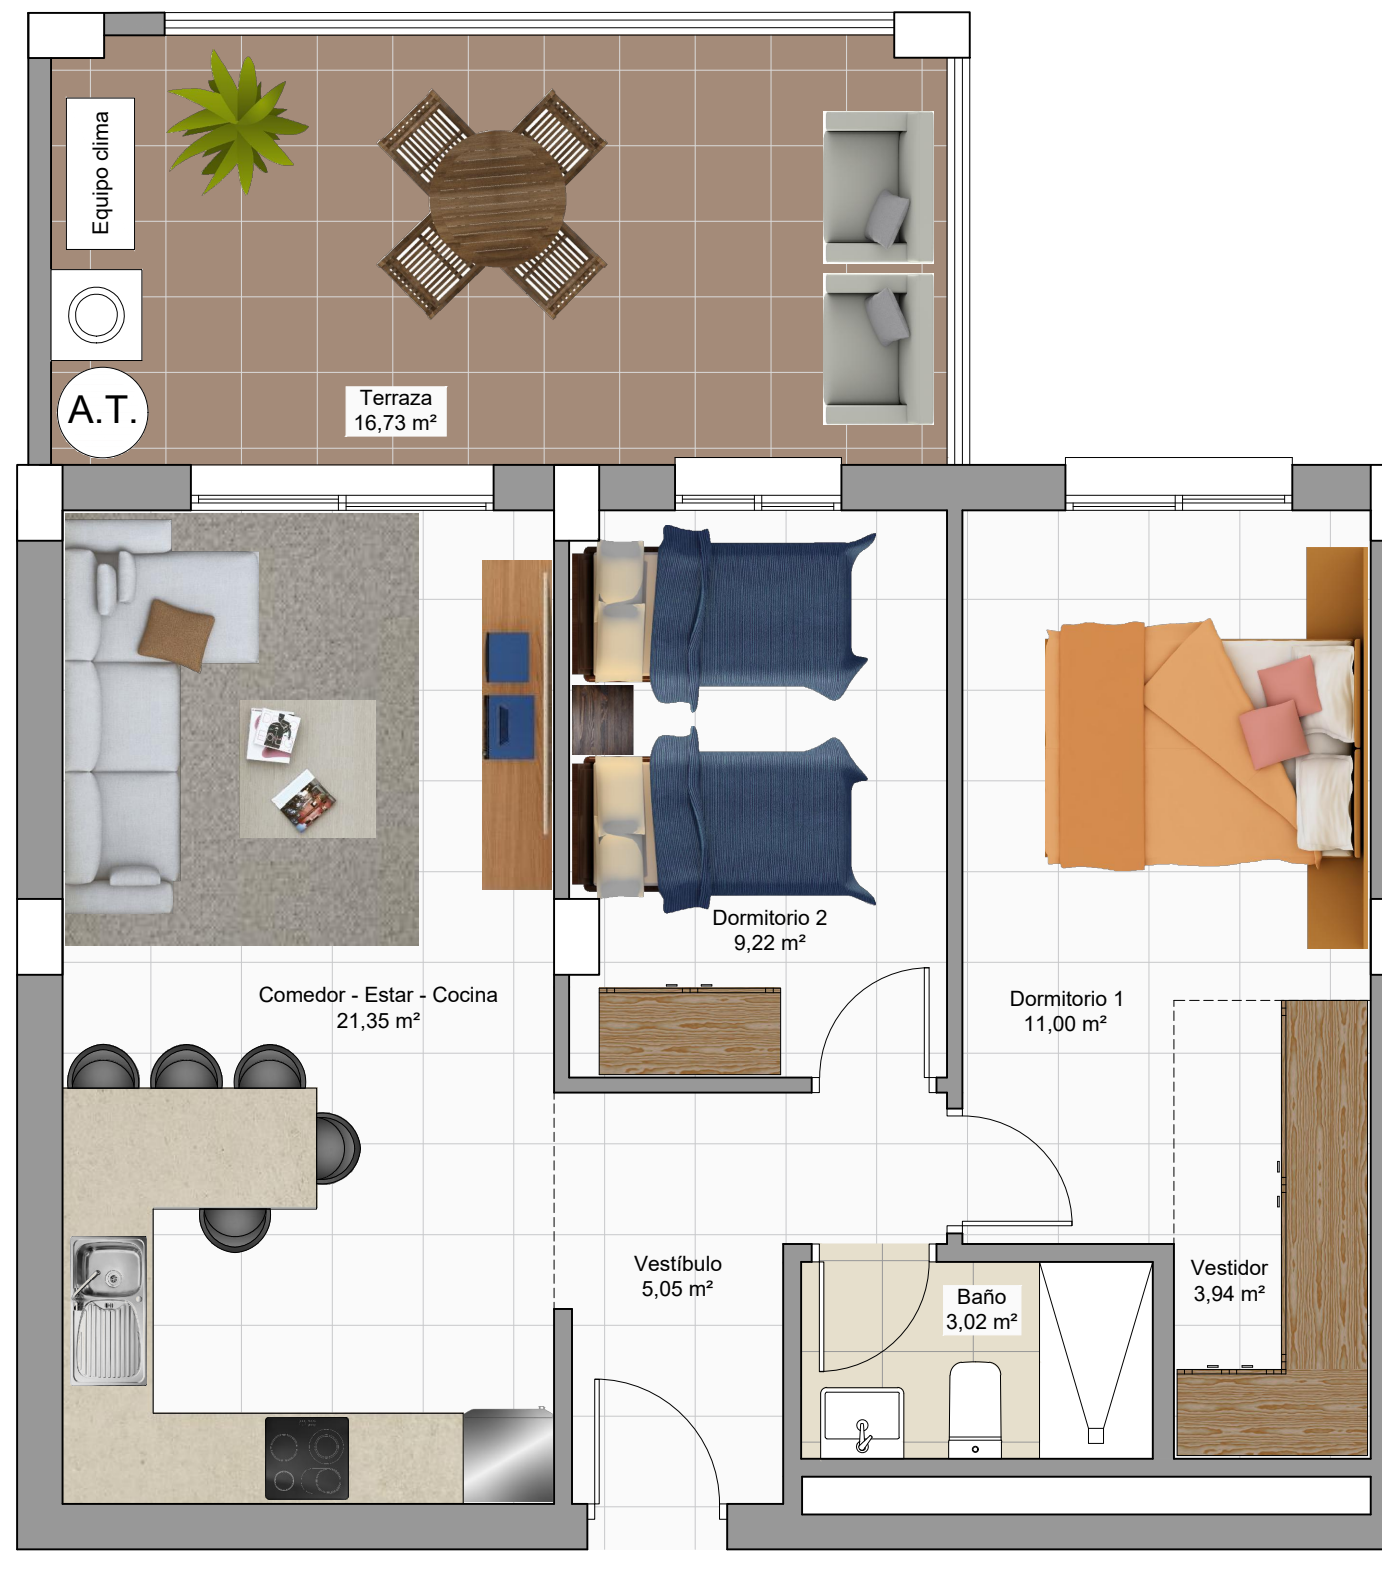 Equipo clima
A.T.
Terraza
16,73 m²
Dormitorio 2
9,22 m²
Comedor - Estar - Cocina
21,35 m²
Dormitorio 1
11,00 m²
Vestíbulo
5,05 m²
Baño
3,02 m²
Vestidor
3,94 m²